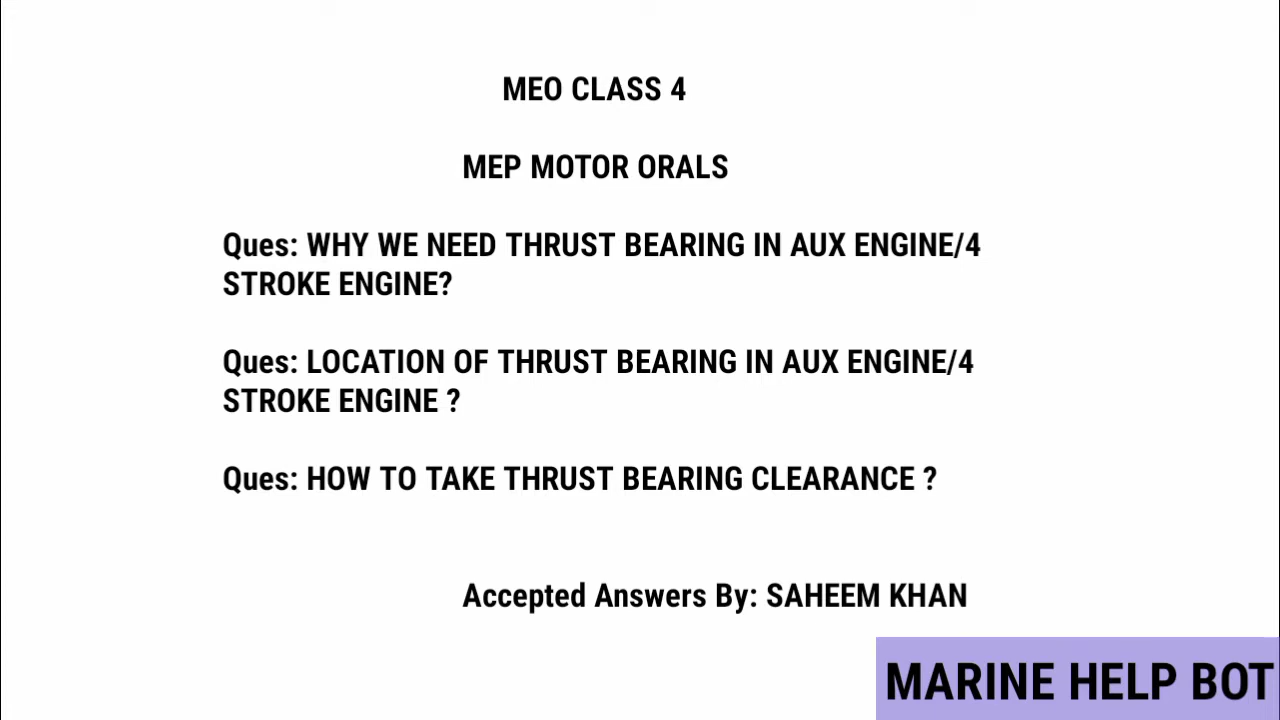 MEO CLASS 4
MEP MOTOR ORALS
Ques: WHY WE NEED THRUST BEARING IN AUX ENGINE/4
STROKE ENGINE?
Ques: LOCATION OF THRUST BEARING IN AUX ENGINE/4
STROKE ENGINE ?
Ques: HOW TO TAKE THRUST BEARING CLEARANCE ?
Accepted Answers By: SAHEEM KHAN
MARINE HELP BOT